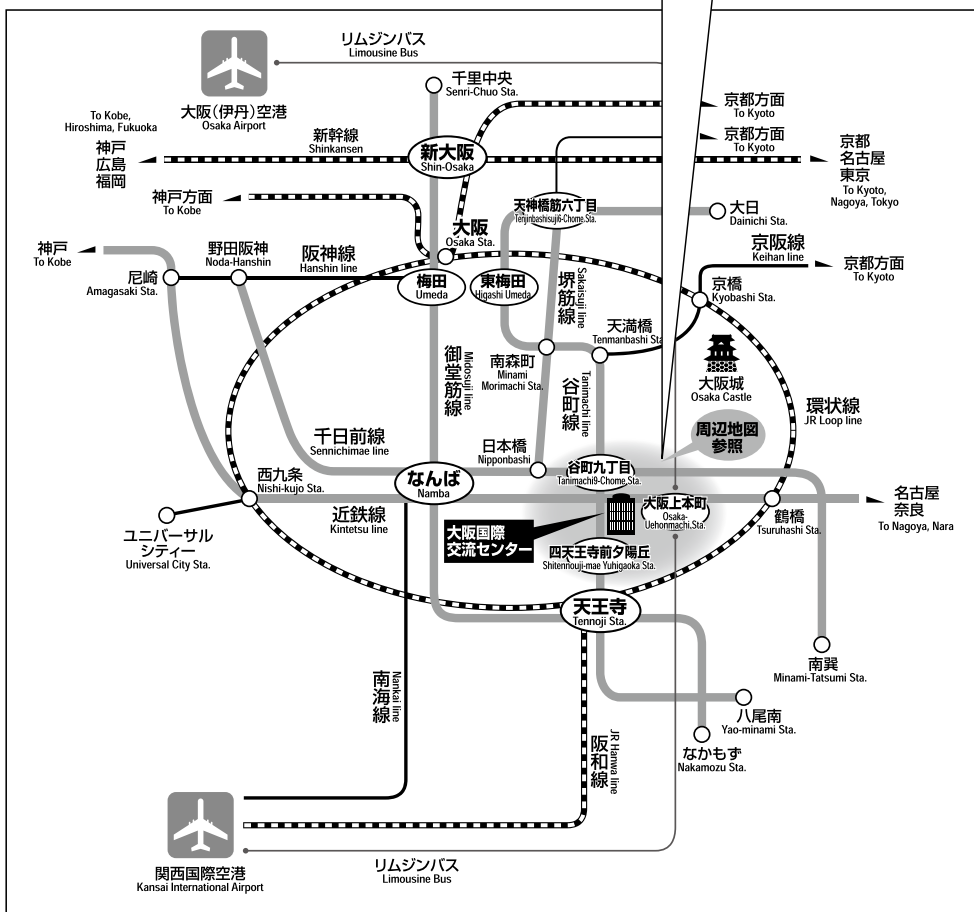 リムジンバス
Limousine Bus
大阪(伊丹)空港
Osaka Airport
千里中央
Senri-Chuo Sta.
京都方面
To Kyoto
京都方面
To Kyoto
To Kobe,
Hiroshima, Fukuoka
神戸
広島
福岡
新幹線
Shinkansen
新大阪
Shin-Osaka
京都
名古屋
東京
To Kyoto,
Nagoya, Tokyo
神戸方面
To Kobe
天神橋筋六丁目
Tenjinbashisuji6-Chome.Sta.
大日
Dainichi Sta.
大阪
Osaka Sta.
神戸
To Kobe
野田阪神
Noda-Hanshin
阪神線
Hanshin line
京阪線
Keihan line
京都方面
To Kyoto
尼崎
Amagasaki Sta.
梅田
Umeda
東梅田
Higashi Umeda
堺筋線
Sakaisuji line
京橋
Kyobashi Sta.
天満橋
Tenmanbashi Sta
御堂筋線
Midosuji line
南森町
Minami
Morimachi Sta.
谷町線
Tanimachi line
大阪城
Osaka Castle
環状線
JR Loop line
周辺地図
参照
千日前線
Sennichimae line
日本橋
Nipponbashi
谷町九丁目
Tanimachi9-Chome,Sta.
西九条
Nishi-kujo Sta.
なんば
Namba
大阪上本町
Osaka-
Uehonmachi,Sta.
名古屋
奈良
To Nagoya, Nara
近鉄線
Kintetsu line
鶴橋
Tsuruhashi Sta.
ユニバーサル
シティー
Universal City Sta.
大阪国際
交流センター
四天王寺前夕陽丘
Shitennouji-mae Yuhigaoka Sta.
天王寺
Tennoji Sta.
南巽
Minami-Tatsumi Sta.
南海線
Nankai line
八尾南
Yao-minami Sta.
阪和線
JR Hanwa line
なかもず
Nakamozu Sta.
関西国際空港
Kansai International Airport
リムジンバス
Limousine Bus